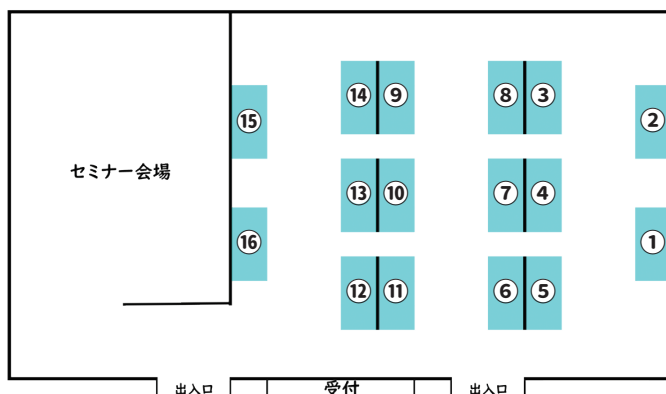 ⑭ ⑨ ⑧ ③
⑮ ②
セミナー会場
⑬ ⑩ ⑦ ④
⑯ ①
⑫ ⑪ ⑥ ⑤
出入口 受付 出入口